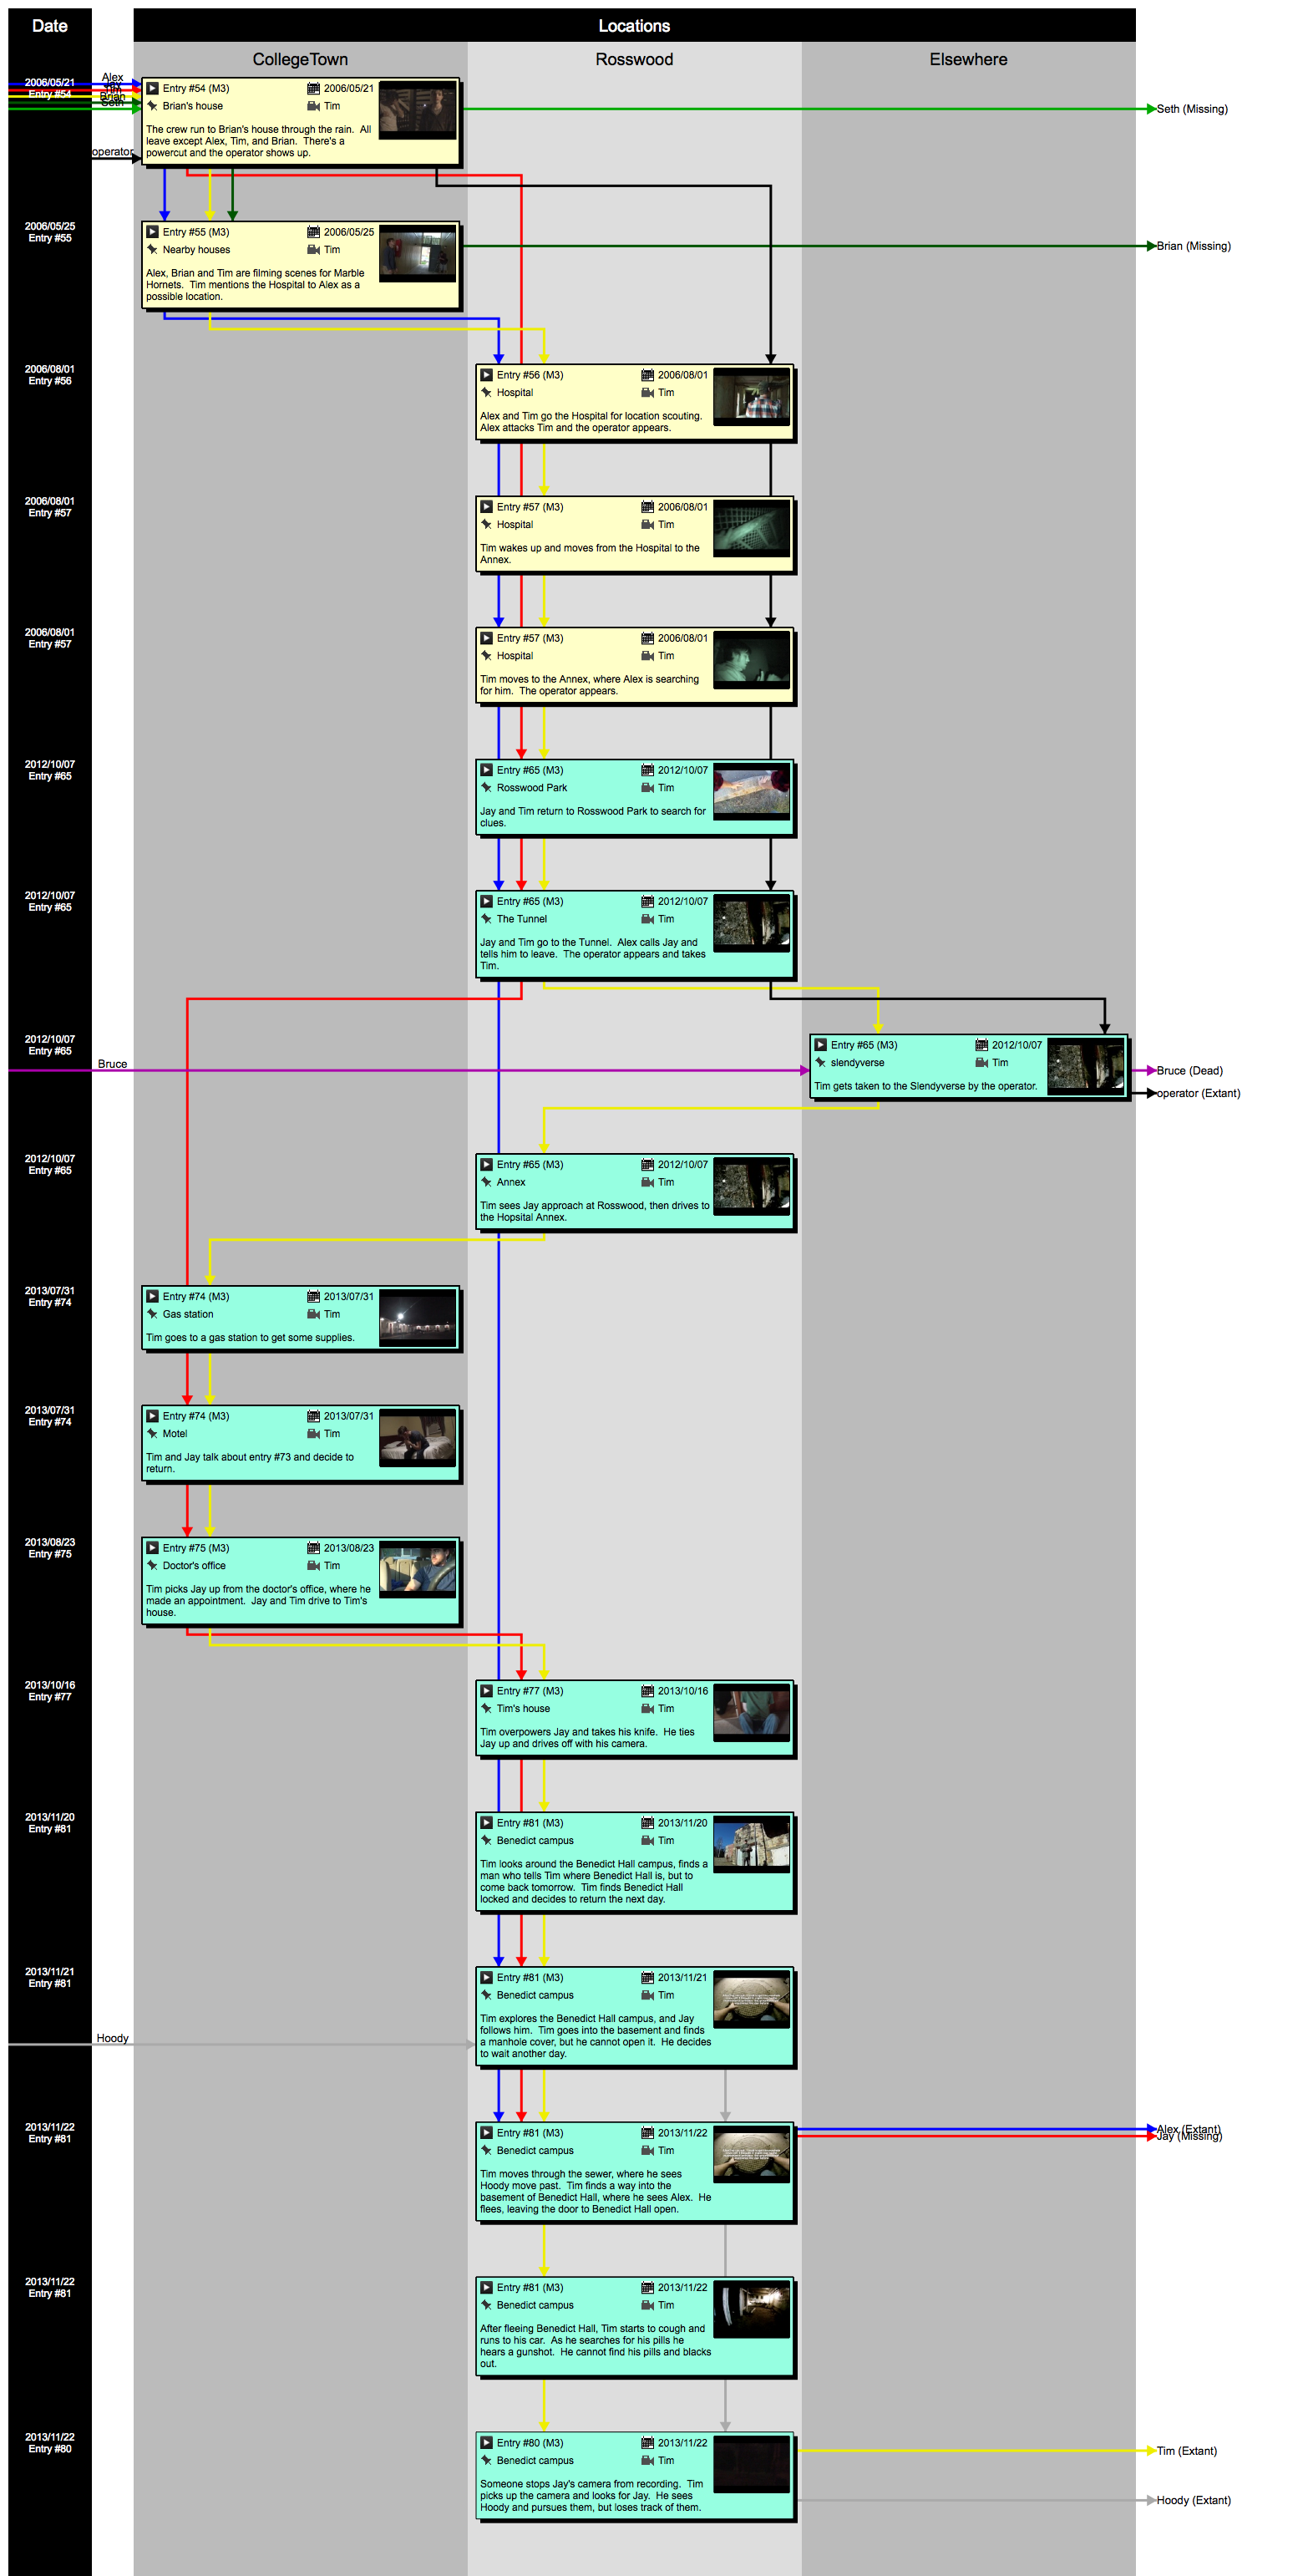 Date
Locations
CollegeTown
Rosswood
Elsewhere
2006/05/21
Entry #54
Alex
Tim
Brian
Seth
operator
Entry #54 (M3)
2006/05/21
Brian's house
Tim
The crew run to Brian's house through the rain. All
leave except Alex, Tim, and Brian. There's a
powercut and the operator shows up.
Seth (Missing)
2006/05/25
Entry #55
Entry #55 (M3)
2006/05/25
Nearby houses
Tim
Alex, Brian and Tim are filming scenes for Marble
Hornets. Tim mentions the Hospital to Alex as a
possible location.
Brian (Missing)
2006/08/01
Entry #56
Entry #56 (M3)
2006/08/01
Hospital
Tim
Alex and Tim go the Hospital for location scouting.
Alex attacks Tim and the operator appears.
2006/08/01
Entry #57
Entry #57 (M3)
2006/08/01
Hospital
Tim
Tim wakes up and moves from the Hospital to the
Annex.
2006/08/01
Entry #57
Entry #57 (M3)
2006/08/01
Hospital
Tim
Tim moves to the Annex, where Alex is searching
for him. The operator appears.
2012/10/07
Entry #65
Entry #65 (M3)
2012/10/07
Rosswood Park
Tim
Jay and Tim return to Rosswood Park to search for
clues.
2012/10/07
Entry #65
Entry #65 (M3)
2012/10/07
The Tunnel
Tim
Jay and Tim go to the Tunnel. Alex calls Jay and
tells him to leave. The operator appears and takes
Tim.
2012/10/07
Entry #65
Bruce
Entry #65 (M3)
2012/10/07
slendyverse
Tim
Tim gets taken to the Slendyverse by the operator.
Bruce (Dead)
operator (Extant)
2012/10/07
Entry #65
Entry #65 (M3)
2012/10/07
Annex
Tim
Tim sees Jay approach at Rosswood, then drives to
the Hopsital Annex.
2013/07/31
Entry #74
Entry #74 (M3)
2013/07/31
Gas station
Tim
Tim goes to a gas station to get some supplies.
2013/07/31
Entry #74
Entry #74 (M3)
2013/07/31
Motel
Tim
Tim and Jay talk about entry #73 and decide to
return.
2013/08/23
Entry #75
Entry #75 (M3)
2013/08/23
Doctor's office
Tim
Tim picks Jay up from the doctor's office, where he
made an appointment. Jay and Tim drive to Tim's
house.
2013/10/16
Entry #77
Entry #77 (M3)
2013/10/16
Tim's house
Tim
Tim overpowers Jay and takes his knife. He ties
Jay up and drives off with his camera.
2013/11/20
Entry #81
Entry #81 (M3)
2013/11/20
Benedict campus
Tim
Tim looks around the Benedict Hall campus, finds a
man who tells Tim where Benedict Hall is, but to
come back tomorrow. Tim finds Benedict Hall
locked and decides to return the next day.
2013/11/21
Entry #81
Hoody
Entry #81 (M3)
2013/11/21
Benedict campus
Tim
Tim explores the Benedict Hall campus, and Jay
follows him. Tim goes into the basement and finds
a manhole cover, but he cannot open it. He decides
to wait another day.
2013/11/22
Entry #81
Entry #81 (M3)
2013/11/22
Benedict campus
Tim
Tim moves through the sewer, where he sees
Hoody move past. Tim finds a way into the
basement of Benedict Hall, where he sees Alex. He
flees, leaving the door to Benedict Hall open.
Alex (Extant)
Jay (Missing)
2013/11/22
Entry #81
Entry #81 (M3)
2013/11/22
Benedict campus
Tim
After fleeing Benedict Hall, Tim starts to cough and
runs to his car. As he searches for his pills he
hears a gunshot. He cannot find his pills and blacks
out.
2013/11/22
Entry #80
Entry #80 (M3)
2013/11/22
Benedict campus
Tim
Someone stops Jay's camera from recording. Tim
picks up the camera and looks for Jay. He sees
Hoody and pursues them, but loses track of them.
Tim (Extant)
Hoody (Extant)